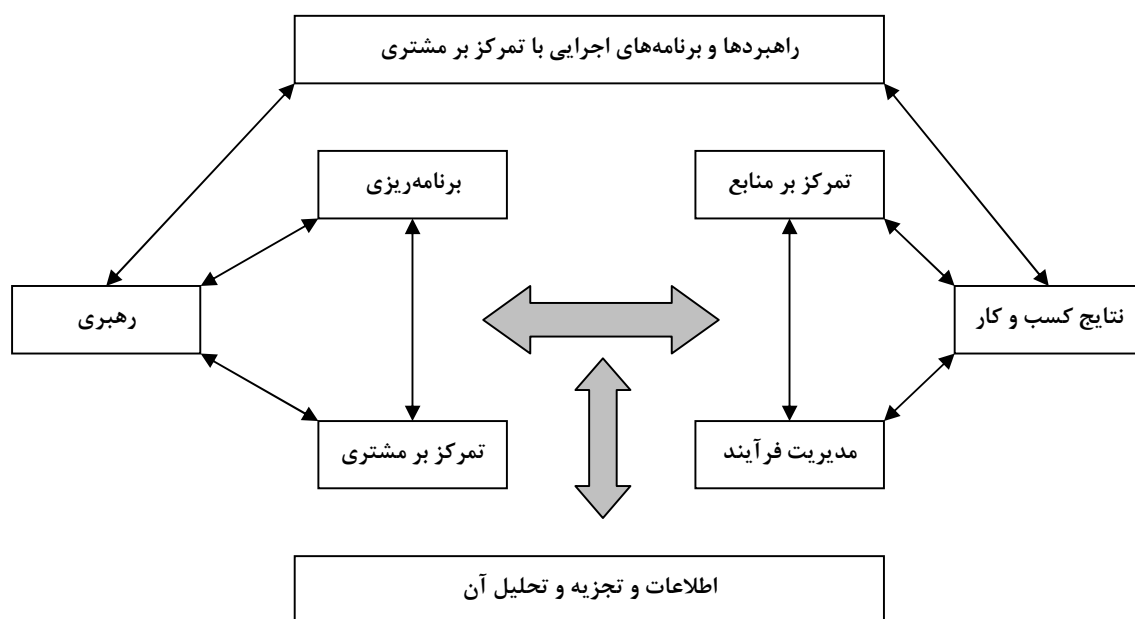 راهبردها و برنامه‌های اجرایی با تمرکز بر مشتری
تمرکز بر منابع
برنامه‌ریزی
نتایج کسب و کار
رهبری
مدیریت فرآیند
تمرکز بر مشتری
اطلاعات و تجزیه و تحلیل آن